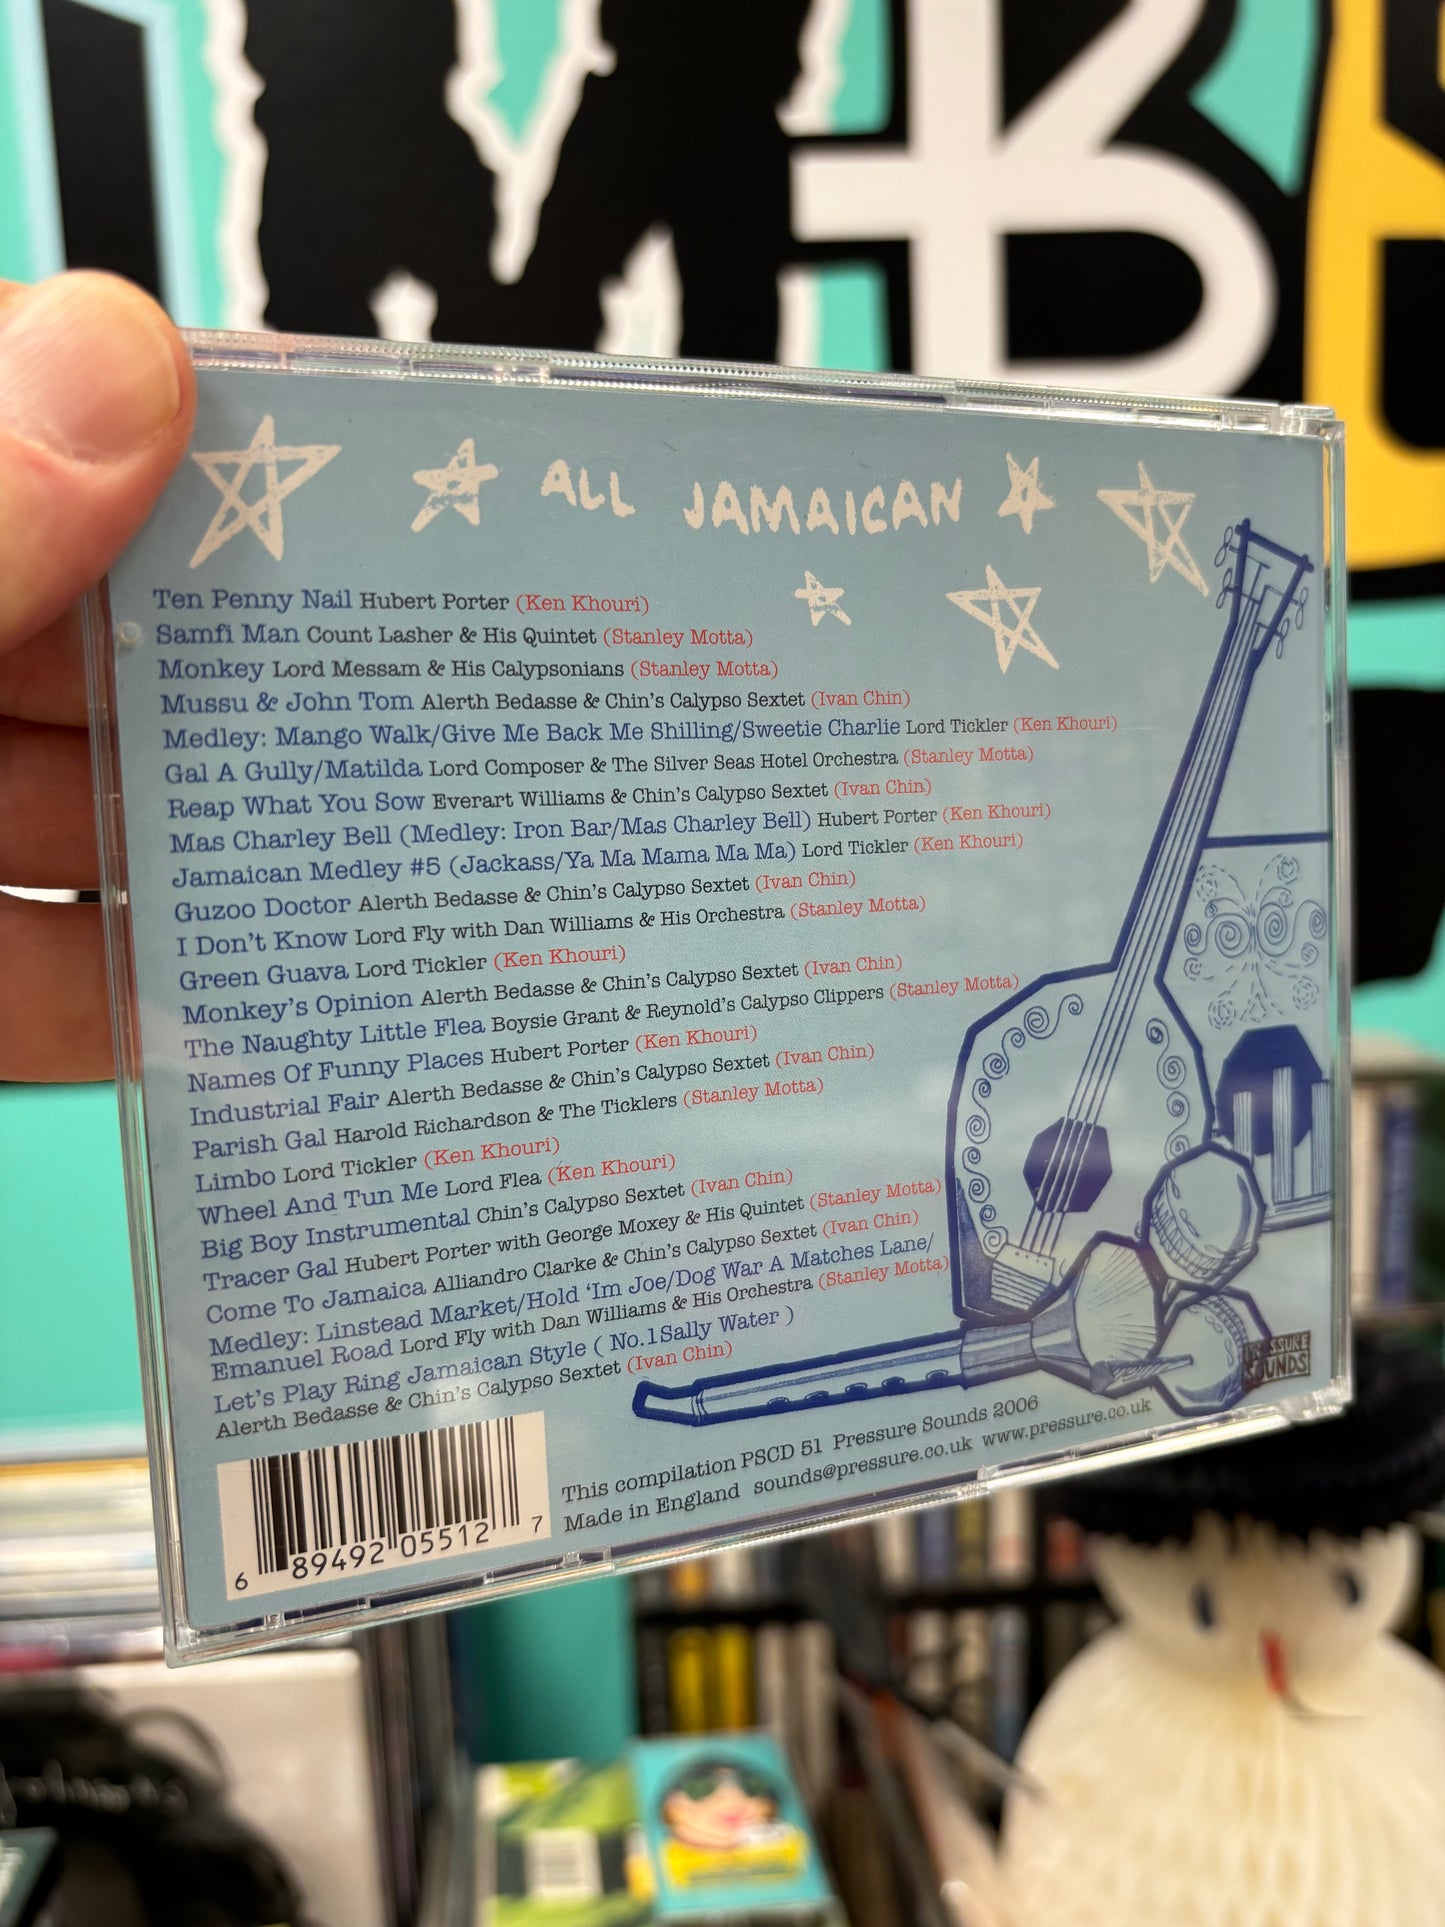 ALL JAMAICAN
Ten Penny Nail Hubert Porter (Ken Khouri)
Samfi Man Count Lasher & His Quintet (Stanley Motta)
Monkey Lord Messam & His Calypsonians (Stanley Motta)
Mussu & John Tom Alerth Bedasse & Chin's Calypso Sextet (Ivan Chin)
Medley: Mango Walk/Give Me Back Me Shilling/Sweetie Charlie Lord Tickler (Ken Khouri)
Gal A Gully/Matilda Lord Composer & The Silver Seas Hotel Orchestra (Stanley Motta)
Reap What You Sow Everart Williams & Chin's Calypso Sextet (Ivan Chin)
Mas Charley Bell (Medley: Iron Bar/Mas Charley Bell) Hubert Porter (Ken Khouri)
Jamaican Medley #5 (Jackass/Ya Ma Mama Ma Ma) Lord Tickler (Ken Khouri)
Guzoo Doctor Alerth Bedasse & Chin's Calypso Sextet (Ivan Chin)
I Don't Know Lord Fly with Dan Williams & His Orchestra (Stanley Motta)
Green Guava Lord Tickler (Ken Khouri)
Monkey's Opinion Alerth Bedasse & Chin's Calypso Sextet (Ivan Chin)
The Naughty Little Flea Boysie Grant & Reynold's Calypso Clippers (Stanley Motta)
Names Of Funny Places Hubert Porter (Ken Khouri)
Industrial Fair Alerth Bedasse & Chin's Calypso Sextet (Ivan Chin)
Parish Gal Harold Richardson & The Ticklers (Stanley Motta)
Limbo Lord Tickler (Ken Khouri)
Wheel And Tun Me Lord Flea (Ken Khouri)
Big Boy Instrumental Chin's Calypso Sextet (Ivan Chin)
Tracer Gal Hubert Porter with George Moxey & His Quintet (Stanley Motta)
Come To Jamaica Alliandro Clarke & Chin's Calypso Sextet (Ivan Chin)
Medley: Linstead Market/Hold 'Im Joe/Dog War A Matches Lane/
Emanuel Road Lord Fly with Dan Williams & His Orchestra (Stanley Motta)
Let's Play Ring Jamaican Style ( No.1Sally Water )
Alerth Bedasse & Chin's Calypso Sextet (Ivan Chin)
PRESSURE
SOUNDS
This compilation PSCD 51 Pressure Sounds 2006
Made in England sounds@pressure.co.uk www.pressure.co.uk
6 89492 05512 7